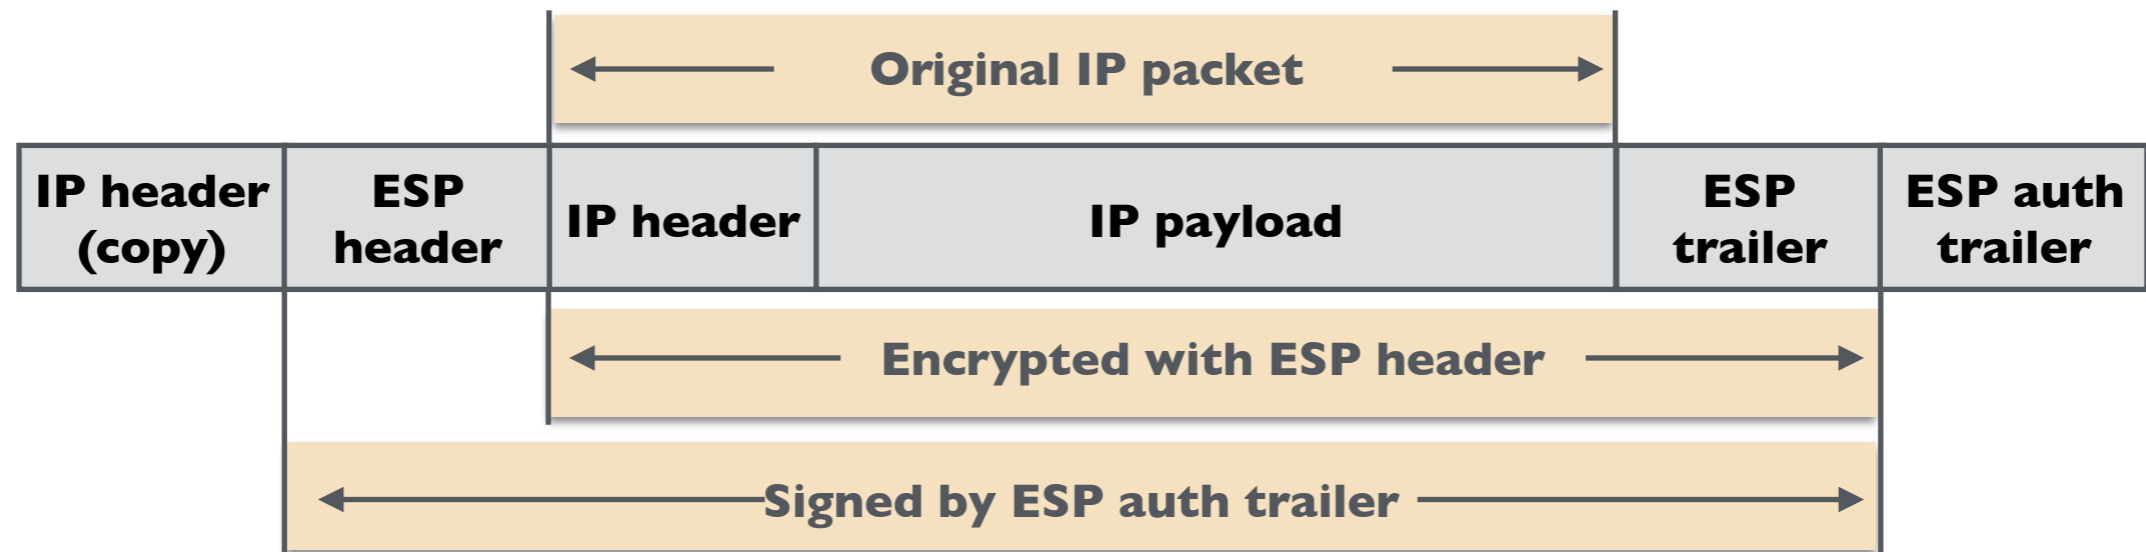 Original IP packet
IP header
(copy)
ESP
header
IP header
IP payload
ESP
trailer
ESP auth
trailer
Encrypted with ESP header
Signed by ESP auth trailer